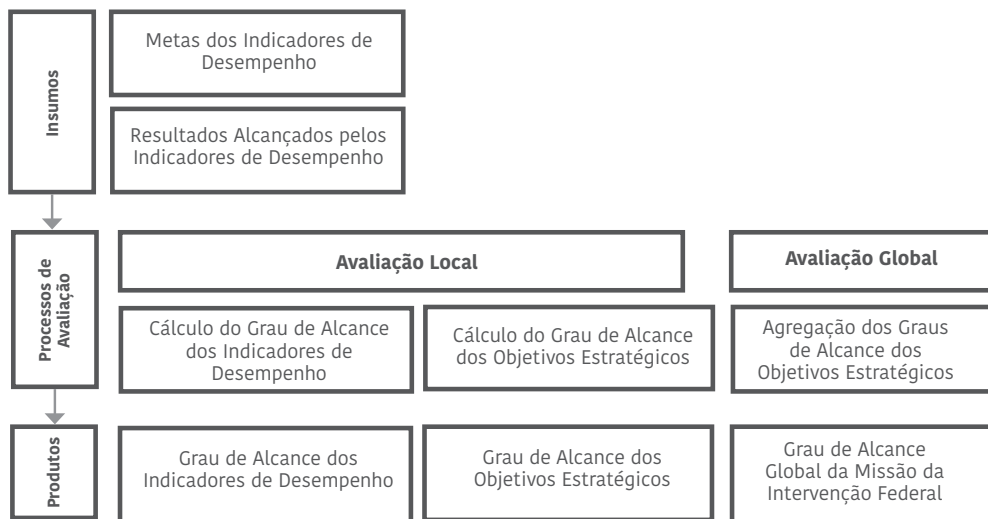 Insumos
Metas dos Indicadores de
Desempenho
Resultados Alcançados pelos
Indicadores de Desempenho
Processos de
Avaliação
Avaliação Local
Avaliação Global
Cálculo do Grau de Alcance
dos Indicadores de
Desempenho
Cálculo do Grau de Alcance
dos Objetivos Estratégicos
Agregação dos Graus
de Alcance dos
Objetivos Estratégicos
Produtos
Grau de Alcance dos
Indicadores de Desempenho
Grau de Alcance dos
Objetivos Estratégicos
Grau de Alcance
Global da Missão da
Intervenção Federal